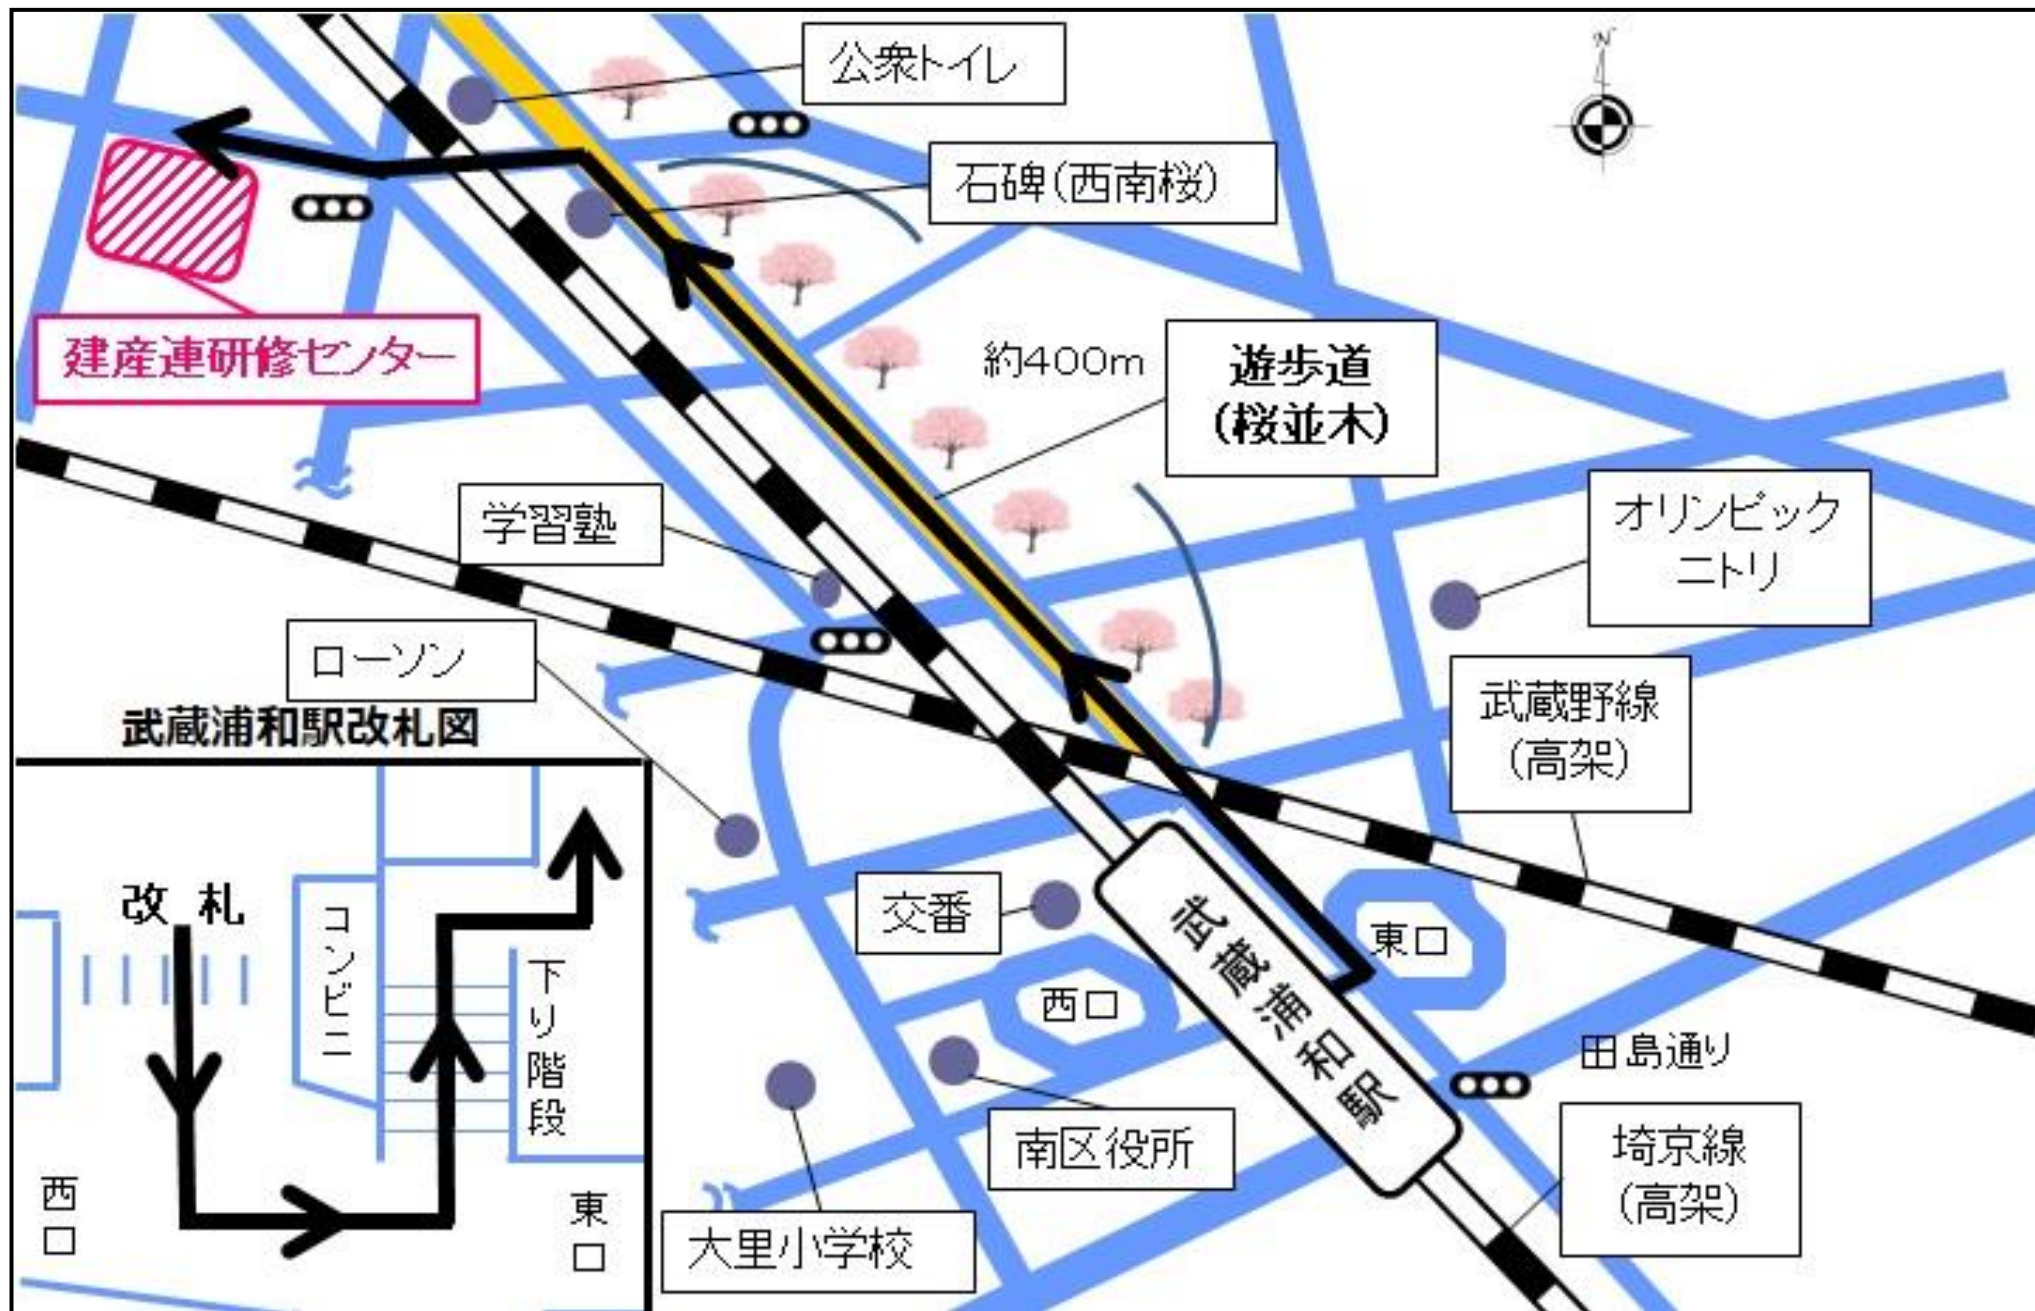 N
公衆トイレ
石碑(西南桜)
建産連研修センター
約400m
遊歩道
(桜並木)
オリンピック
ニトリ
学習塾
ローソン
武蔵野線
(高架)
武蔵浦和駅改札図
改札
コンビニ
下り階段
西口
東口
交番
西口
東口
武蔵浦和駅
田島通り
南区役所
大里小学校
埼京線
(高架)